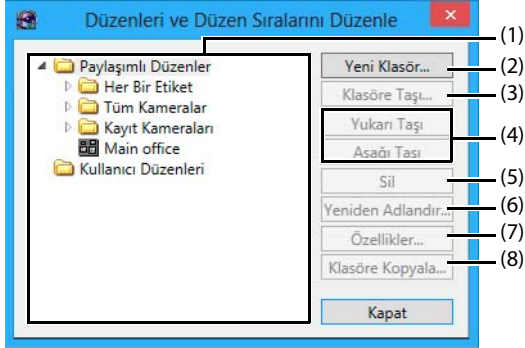 Düzenleri ve Düzen Sıralarını Düzenle
(1)
Paylaşımlı Düzenler
Her Bir Etiket
Tüm Kameralar
Kayıt Kameraları
Main office
Kullanıcı Düzenleri
Yeni Klasör...
(2)
Klasöre Taşı...
(3)
Yukarı Taşı
(4)
Aşağı Taşı
Sil
(5)
Yeniden Adlandır...
(6)
Özellikler...
(7)
Klasöre Kopyala...
(8)
Kapat